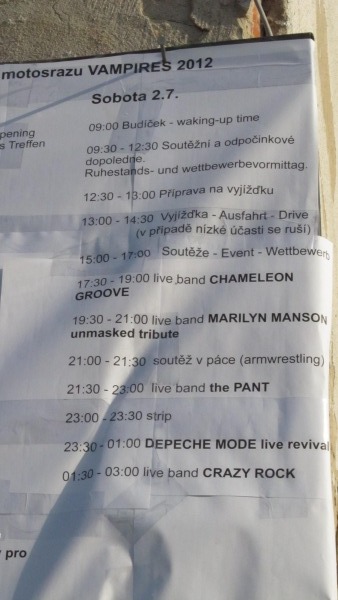 motosrazu VAMPIRES 2012
Sobota 2.7.
09:00 Budíček - waking-up time
pening
s Treffen
09:30 - 12:30 Soutěžní a odpočinkové
dopoledne.
Ruhestands- und wettbewerbevormittag.
12:30 - 13:00 Příprava na vyjížďku
13:00 - 14:30 Vyjížďka - Ausfahrt - Drive
(v případě nízké účasti se ruší)
15:00 - 17:00 Soutěže - Event - Wettbewerb
17:30 - 19:00 live band CHAMELEON
GROOVE
19:30 - 21:00 live band MARILYN MANSON
unmasked tribute
21:00 - 21:30 soutěž v páce (armwrestling)
21:30 - 23:00 live band the PANT
23:00 - 23:30 strip
23:30 - 01:00 DEPECHE MODE live revival
01:30 - 03:00 live band CRAZY ROCK
pro